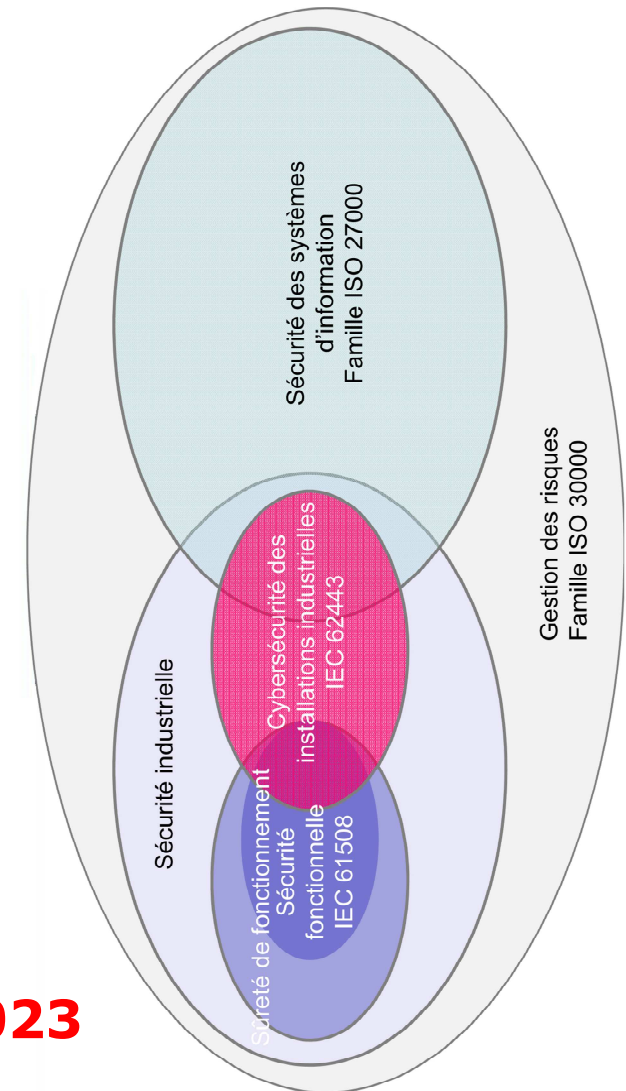 Sécurité des systèmes
d'information
Famille ISO 27000
Cybersécurité des
installations industrielles
IEC 62443
Sécurité industrielle
Sûreté de fonctionnement
Sécurité
fonctionnelle
IEC 61508
Gestion des risques
Famille ISO 30000
023